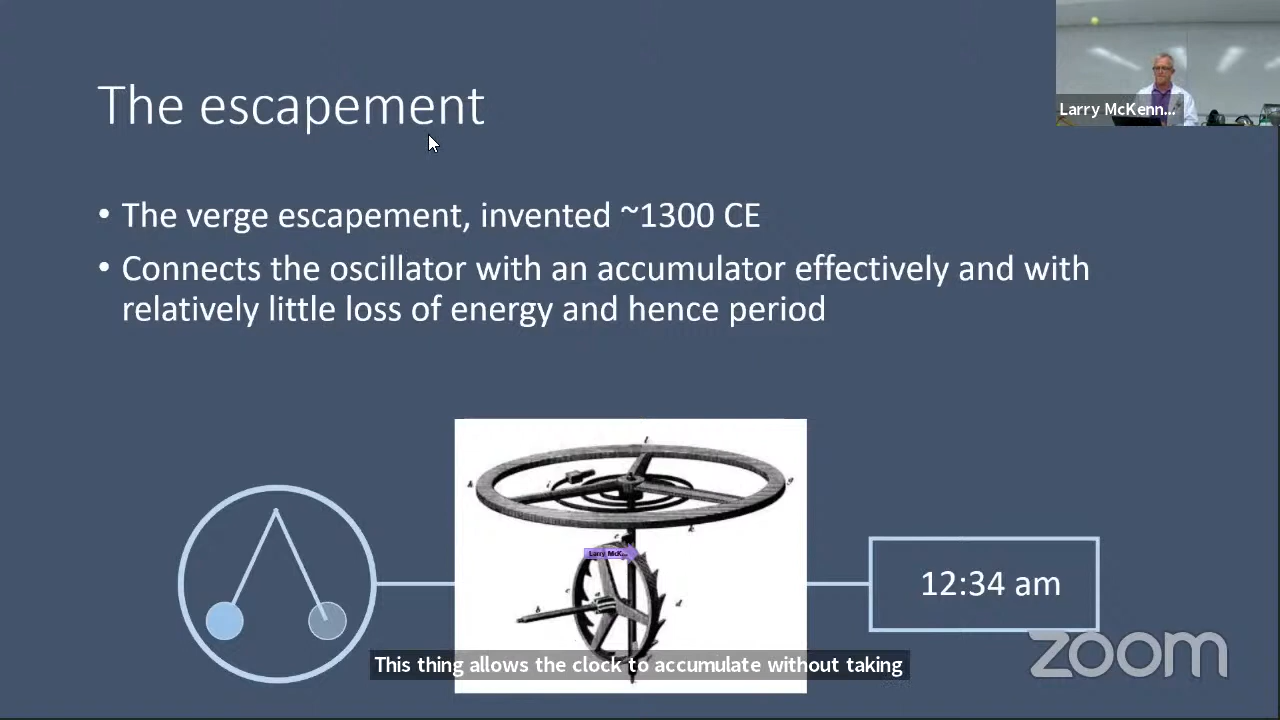 The escapement
Larry McKenn...
• The verge escapement, invented ~1300 CE
• Connects the oscillator with an accumulator effectively and with
relatively little loss of energy and hence period
Larry McK...
12:34 am
This thing allows the clock to accumulate without taking
zoom